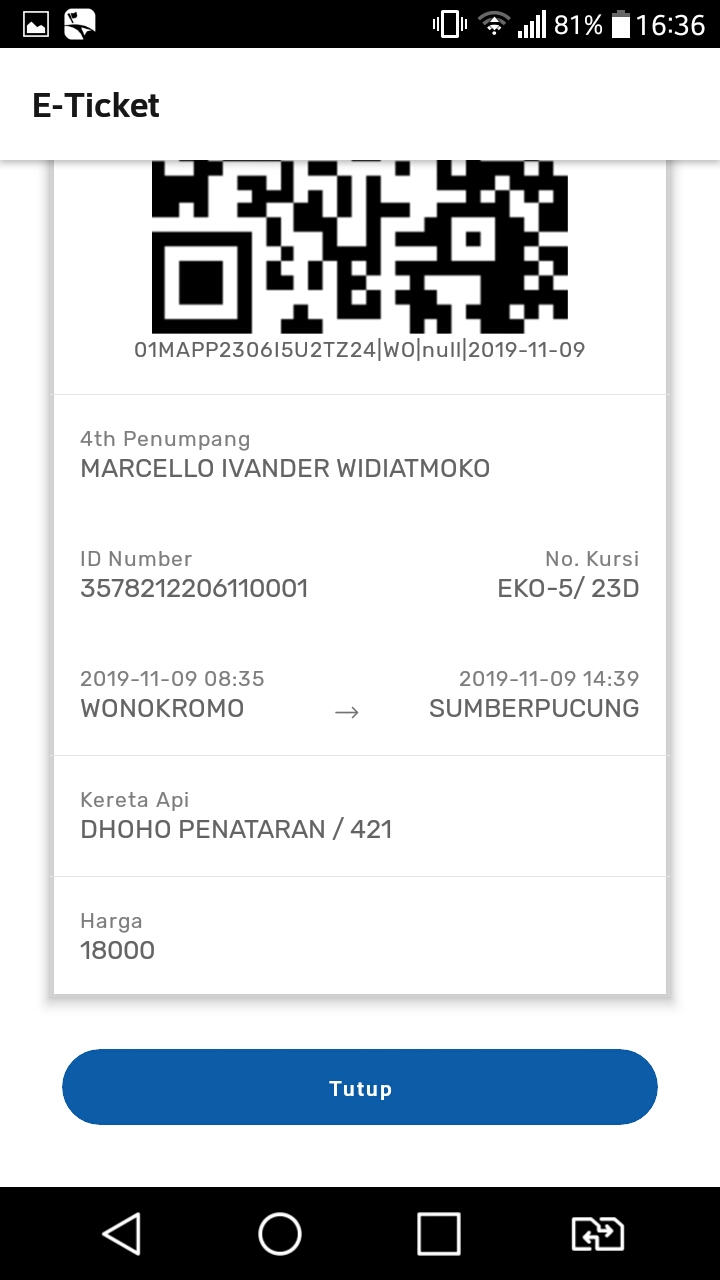 81% 16:36
E-Ticket
01MAPP2306I5U2TZ24|WO|null|2019-11-09
4th Penumpang
MARCELLO IVANDER WIDIATMOKO
ID Number No. Kursi
3578212206110001 EKO-5/ 23D
2019-11-09 08:35 2019-11-09 14:39
WONOKROMO → SUMBERPUCUNG
Kereta Api
DHOHO PENATARAN / 421
Harga
18000
Tutup